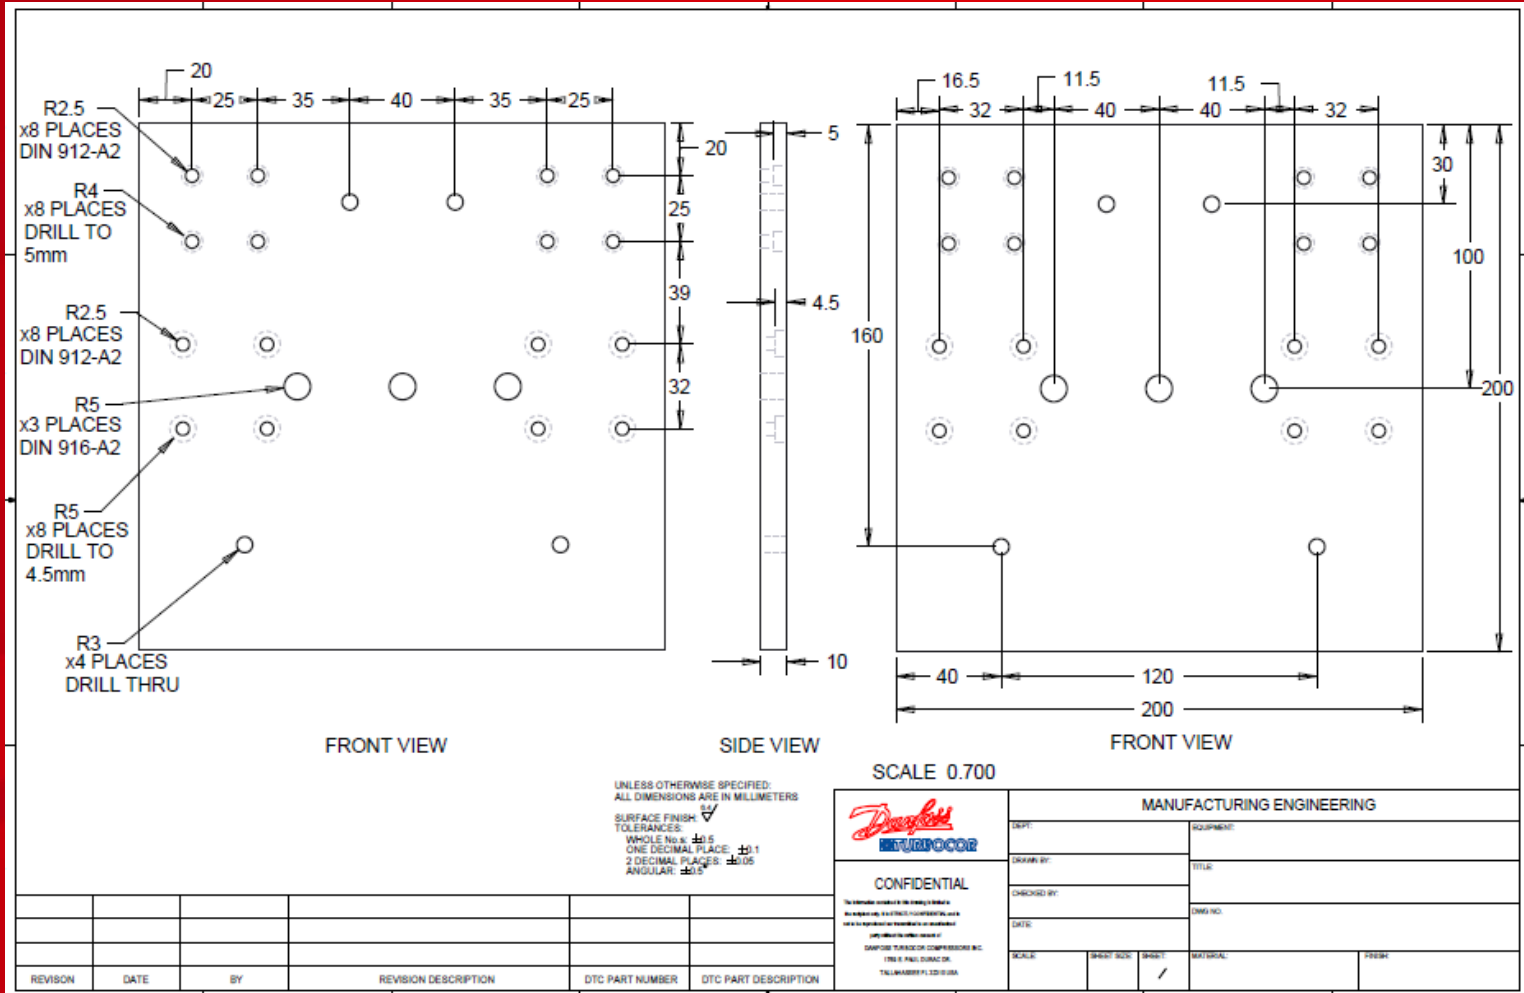 20
25
35
40
35
25
R2.5
x8 PLACES
DIN 912-A2
R4
x8 PLACES
DRILL TO
5mm
R2.5
x8 PLACES
DIN 912-A2
R5
x3 PLACES
DIN 916-A2
R5
x8 PLACES
DRILL TO
4.5mm
R3
x4 PLACES
DRILL THRU
20
25
39
32
FRONT VIEW
5
4.5
10
SIDE VIEW
16.5
11.5
11.5
32
40
40
32
30
100
160
200
40
120
200
FRONT VIEW
SCALE 0.700
UNLESS OTHERWISE SPECIFIED:
ALL DIMENSIONS ARE IN MILLIMETERS
SURFACE FINISH:
TOLERANCES:
WHOLE No.s: ±0.5
ONE DECIMAL PLACE: ±0.1
2 DECIMAL PLACES: ±0.05
ANGULAR: ±0.5°
Danfoss
TURBOCOR
CONFIDENTIAL
DANFOSS TURBOCOR COMPRESSORS INC.
MANUFACTURING ENGINEERING
DEPT:
EQUIPMENT:
DRAWN BY:
TITLE:
CHECKED BY:
DWG NO.
DATE:
SCALE:
SHEET SIZE:
SHEET:
/
MATERIAL:
FINISH:
REVISON
DATE
BY
REVISION DESCRIPTION
DTC PART NUMBER
DTC PART DESCRIPTION